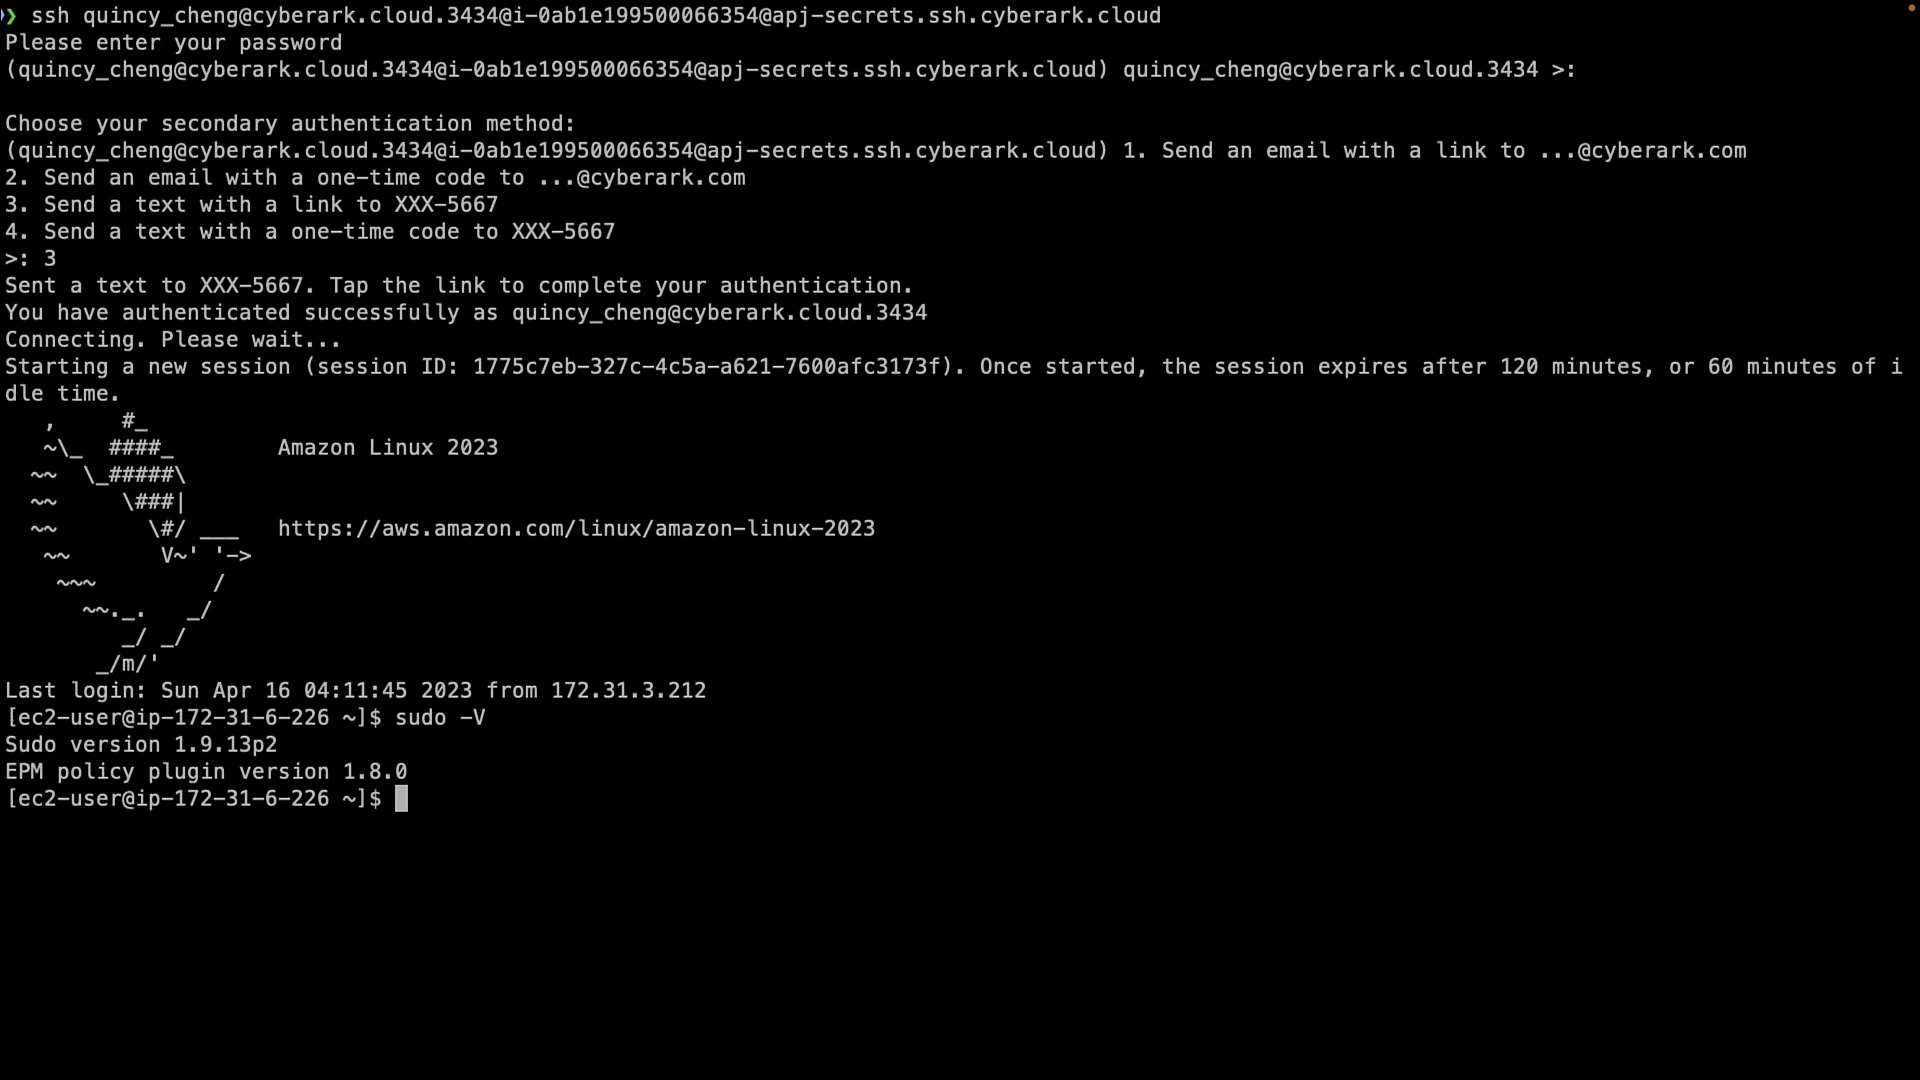 ❯ ssh quincy_cheng@cyberark.cloud.3434@i-0ab1e199500066354@apj-secrets.ssh.cyberark.cloud
Please enter your password
(quincy_cheng@cyberark.cloud.3434@i-0ab1e199500066354@apj-secrets.ssh.cyberark.cloud) quincy_cheng@cyberark.cloud.3434 >:
Choose your secondary authentication method:
(quincy_cheng@cyberark.cloud.3434@i-0ab1e199500066354@apj-secrets.ssh.cyberark.cloud) 1. Send an email with a link to ...@cyberark.com
2. Send an email with a one-time code to ...@cyberark.com
3. Send a text with a link to XXX-5667
4. Send a text with a one-time code to XXX-5667
>: 3
Sent a text to XXX-5667. Tap the link to complete your authentication.
You have authenticated successfully as quincy_cheng@cyberark.cloud.3434
Connecting. Please wait...
Starting a new session (session ID: 1775c7eb-327c-4c5a-a621-7600afc3173f). Once started, the session expires after 120 minutes, or 60 minutes of i
dle time.
   ,     #_
   ~\_  ####_        Amazon Linux 2023
  ~~  \_#####\
  ~~     \###|
  ~~       \#/ ___   https://aws.amazon.com/linux/amazon-linux-2023
   ~~       V~' '->
    ~~~         /
      ~~._.   _/
         _/ _/
       _/m/'
Last login: Sun Apr 16 04:11:45 2023 from 172.31.3.212
[ec2-user@ip-172-31-6-226 ~]$ sudo -V
Sudo version 1.9.13p2
EPM policy plugin version 1.8.0
[ec2-user@ip-172-31-6-226 ~]$